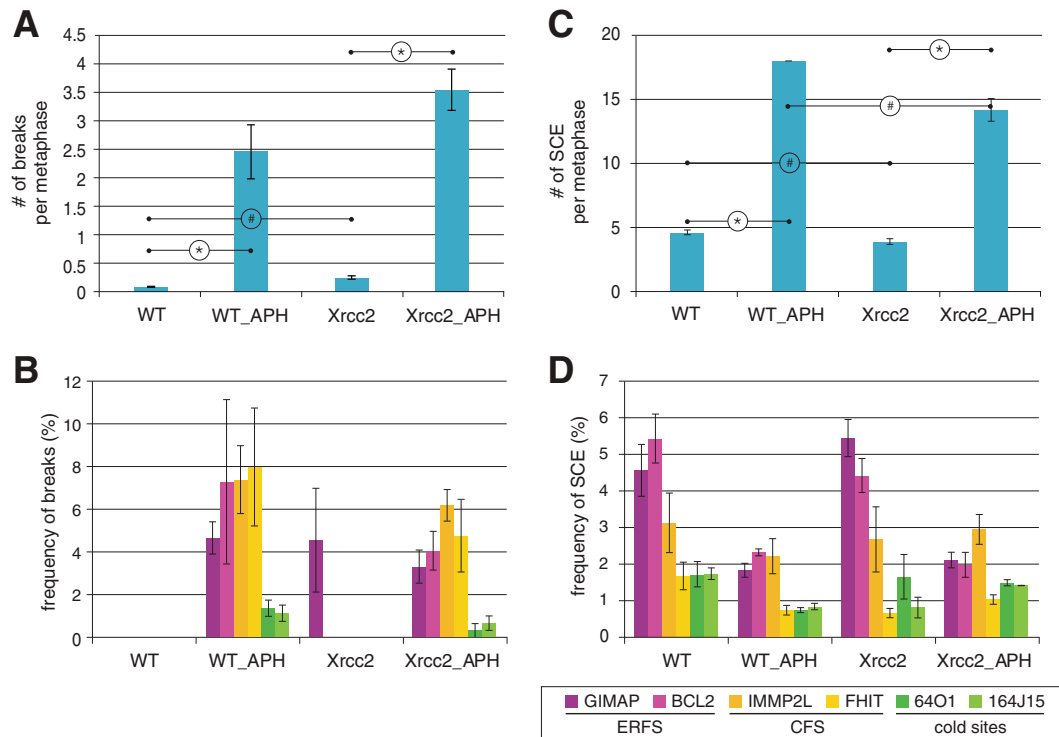 A
# of breaks
per metaphase
4.5
4
3.5
3
2.5
2
1.5
1
0.5
0
*
#
*
WT
WT_APH
Xrcc2
Xrcc2_APH
C
# of SCE
per metaphase
20
15
10
5
0
*
#
#
*
WT
WT_APH
Xrcc2
Xrcc2_APH
B
frequency of breaks (%)
12
10
8
6
4
2
0
WT
WT_APH
Xrcc2
Xrcc2_APH
D
frequency of SCE (%)
7
6
5
4
3
2
1
0
WT
WT_APH
Xrcc2
Xrcc2_APH
GIMAP BCL2 IMMP2L FHIT 64O1 164J15
ERFS CFS cold sites